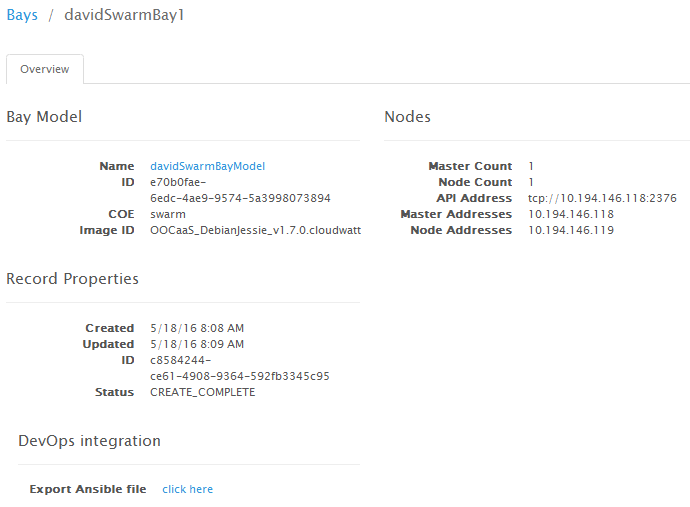 Bays / davidSwarmBay1
Overview
Bay Model
Name davidSwarmBayModel
ID e70b0fae-
6edc-4ae9-9574-5a3998073894
COE swarm
Image ID OOCaaS_DebianJessie_v1.7.0.cloudwatt
Nodes
Master Count 1
Node Count 1
API Address tcp://10.194.146.118:2376
Master Addresses 10.194.146.118
Node Addresses 10.194.146.119
Record Properties
Created 5/18/16 8:08 AM
Updated 5/18/16 8:09 AM
ID c8584244-
ce61-4908-9364-592fb3345c95
Status CREATE_COMPLETE
DevOps integration
Export Ansible file click here